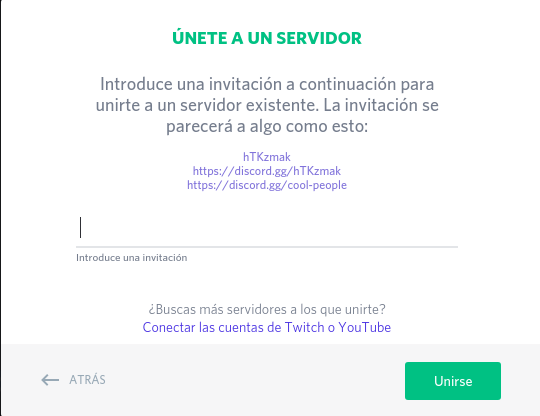 ÚNETE A UN SERVIDOR
Introduce una invitación a continuación para
unirte a un servidor existente. La invitación se
parecerá a algo como esto:
hTKzmak
https://discord.gg/hTKzmak
https://discord.gg/cool-people
Introduce una invitación
¿Buscas más servidores a los que unirte?
Conectar las cuentas de Twitch o YouTube
ATRÁS
Unirse